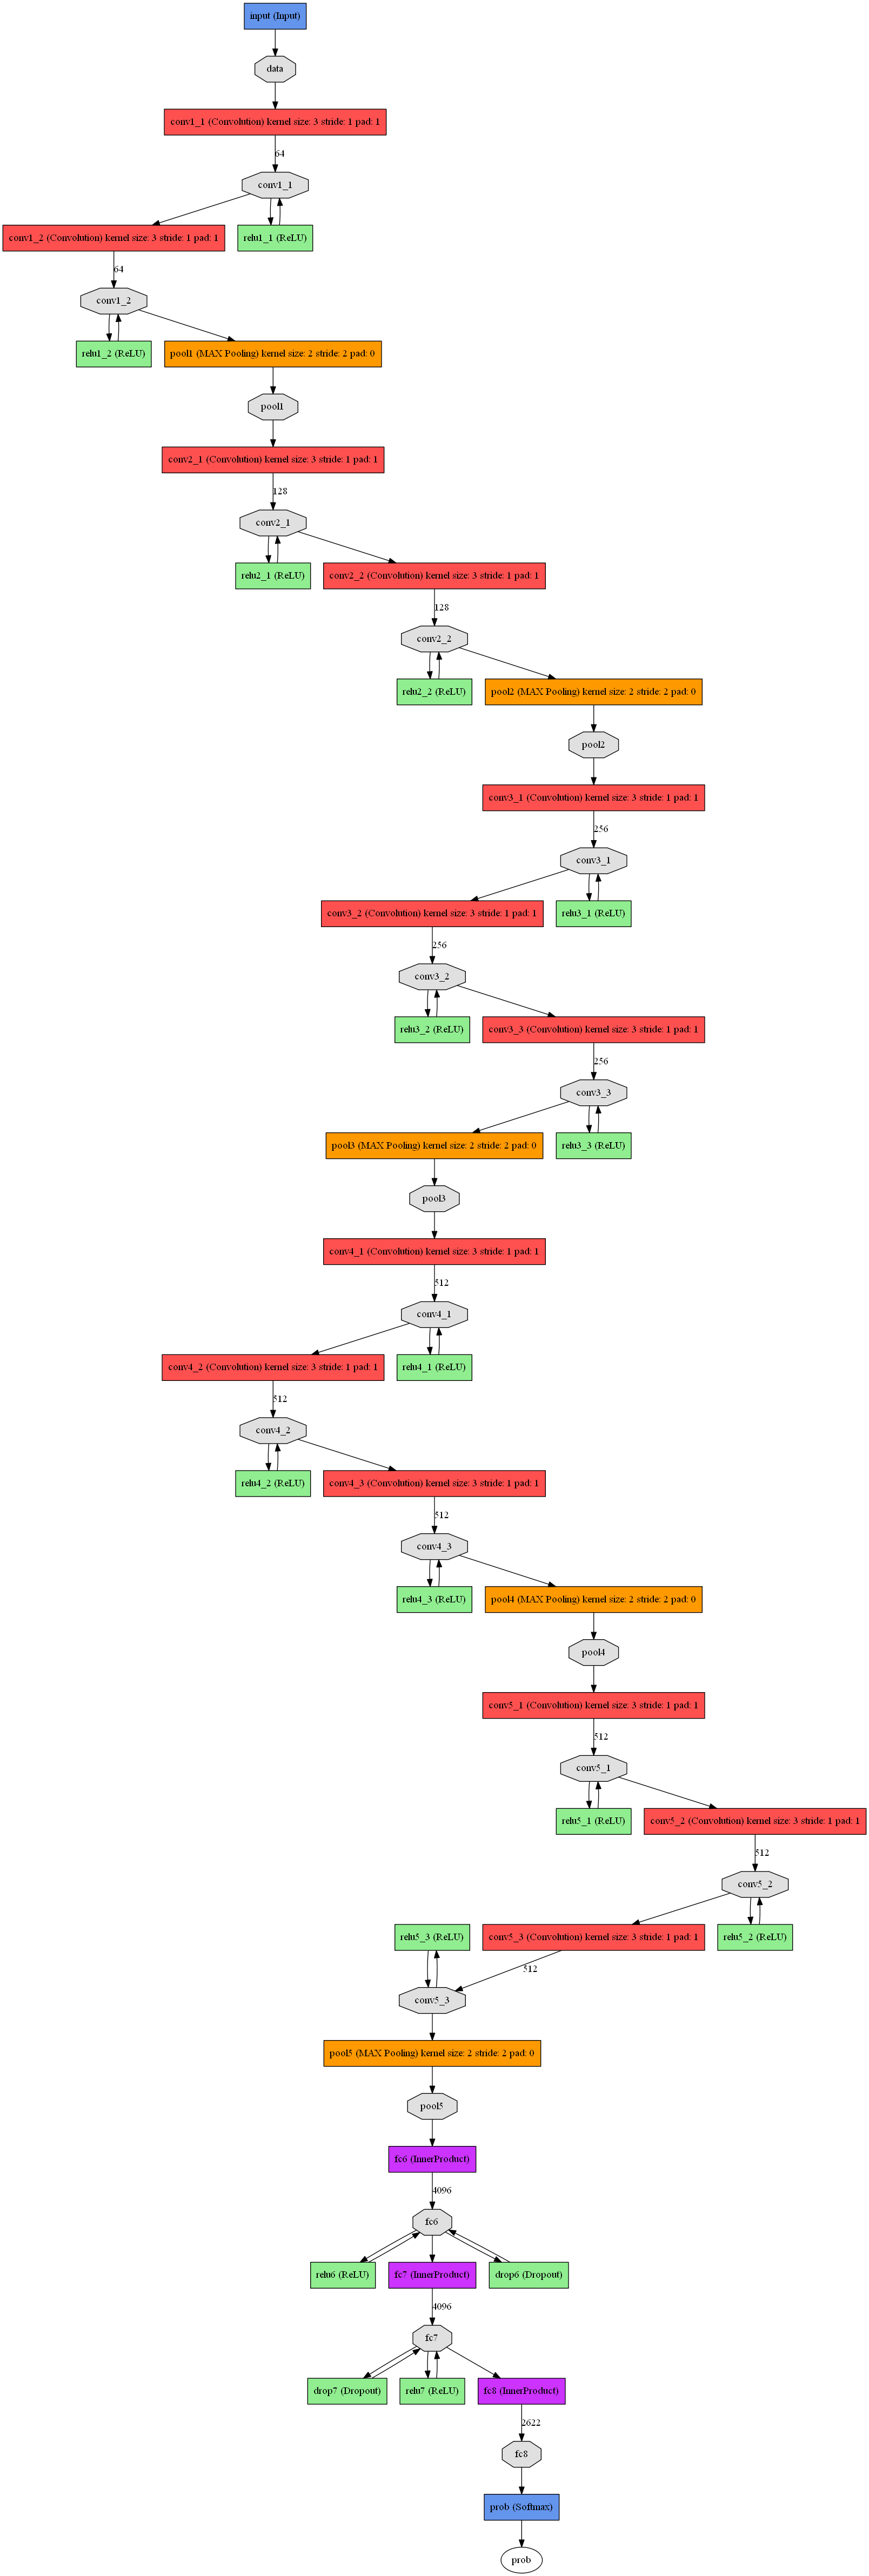 input (Input)
data
conv1_1 (Convolution) kernel size: 3 stride: 1 pad: 1
64
conv1_1
conv1_2 (Convolution) kernel size: 3 stride: 1 pad: 1
relu1_1 (ReLU)
64
conv1_2
relu1_2 (ReLU)
pool1 (MAX Pooling) kernel size: 2 stride: 2 pad: 0
pool1
conv2_1 (Convolution) kernel size: 3 stride: 1 pad: 1
128
conv2_1
relu2_1 (ReLU)
conv2_2 (Convolution) kernel size: 3 stride: 1 pad: 1
128
conv2_2
relu2_2 (ReLU)
pool2 (MAX Pooling) kernel size: 2 stride: 2 pad: 0
pool2
conv3_1 (Convolution) kernel size: 3 stride: 1 pad: 1
256
conv3_1
conv3_2 (Convolution) kernel size: 3 stride: 1 pad: 1
relu3_1 (ReLU)
256
conv3_2
relu3_2 (ReLU)
conv3_3 (Convolution) kernel size: 3 stride: 1 pad: 1
256
conv3_3
pool3 (MAX Pooling) kernel size: 2 stride: 2 pad: 0
relu3_3 (ReLU)
pool3
conv4_1 (Convolution) kernel size: 3 stride: 1 pad: 1
512
conv4_1
conv4_2 (Convolution) kernel size: 3 stride: 1 pad: 1
relu4_1 (ReLU)
512
conv4_2
relu4_2 (ReLU)
conv4_3 (Convolution) kernel size: 3 stride: 1 pad: 1
512
conv4_3
relu4_3 (ReLU)
pool4 (MAX Pooling) kernel size: 2 stride: 2 pad: 0
pool4
conv5_1 (Convolution) kernel size: 3 stride: 1 pad: 1
512
conv5_1
relu5_1 (ReLU)
conv5_2 (Convolution) kernel size: 3 stride: 1 pad: 1
512
conv5_2
relu5_3 (ReLU)
conv5_3 (Convolution) kernel size: 3 stride: 1 pad: 1
relu5_2 (ReLU)
512
conv5_3
pool5 (MAX Pooling) kernel size: 2 stride: 2 pad: 0
pool5
fc6 (InnerProduct)
4096
fc6
relu6 (ReLU)
fc7 (InnerProduct)
drop6 (Dropout)
4096
fc7
drop7 (Dropout)
relu7 (ReLU)
fc8 (InnerProduct)
2622
fc8
prob (Softmax)
prob